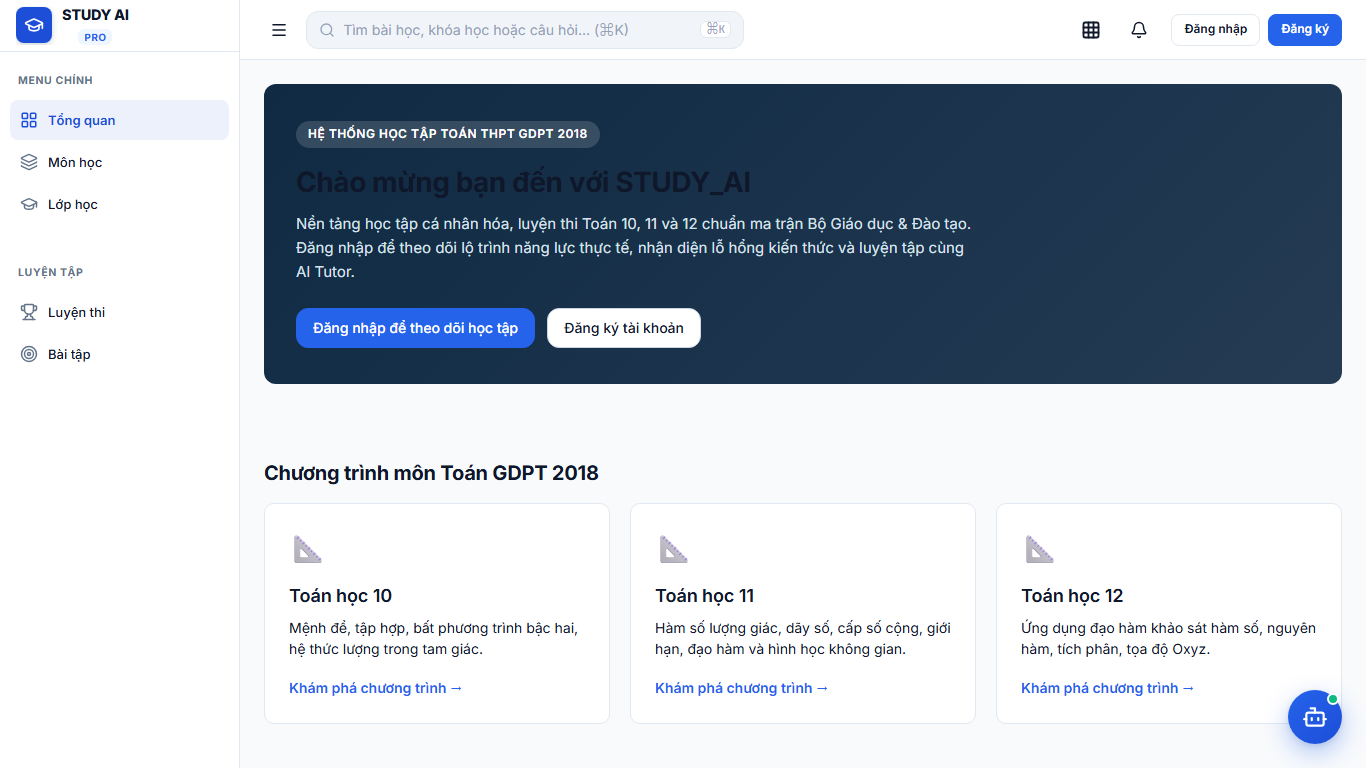 STUDY AI
PRO
MENU CHÍNH
Tổng quan
Môn học
Lớp học
LUYỆN TẬP
Luyện thi
Bài tập
Tìm bài học, khóa học hoặc câu hỏi... (⌘K)
⌘K
Đăng nhập
Đăng ký
HỆ THỐNG HỌC TẬP TOÁN THPT GDPT 2018
Chào mừng bạn đến với STUDY_AI
Nền tảng học tập cá nhân hóa, luyện thi Toán 10, 11 và 12 chuẩn ma trận Bộ Giáo dục & Đào tạo.
Đăng nhập để theo dõi lộ trình năng lực thực tế, nhận diện lỗ hổng kiến thức và luyện tập cùng
AI Tutor.
Đăng nhập để theo dõi học tập
Đăng ký tài khoản
Chương trình môn Toán GDPT 2018
Toán học 10
Mệnh đề, tập hợp, bất phương trình bậc hai,
hệ thức lượng trong tam giác.
Khám phá chương trình →
Toán học 11
Hàm số lượng giác, dãy số, cấp số cộng, giới
hạn, đạo hàm và hình học không gian.
Khám phá chương trình →
Toán học 12
Ứng dụng đạo hàm khảo sát hàm số, nguyên
hàm, tích phân, tọa độ Oxyz.
Khám phá chương trình →